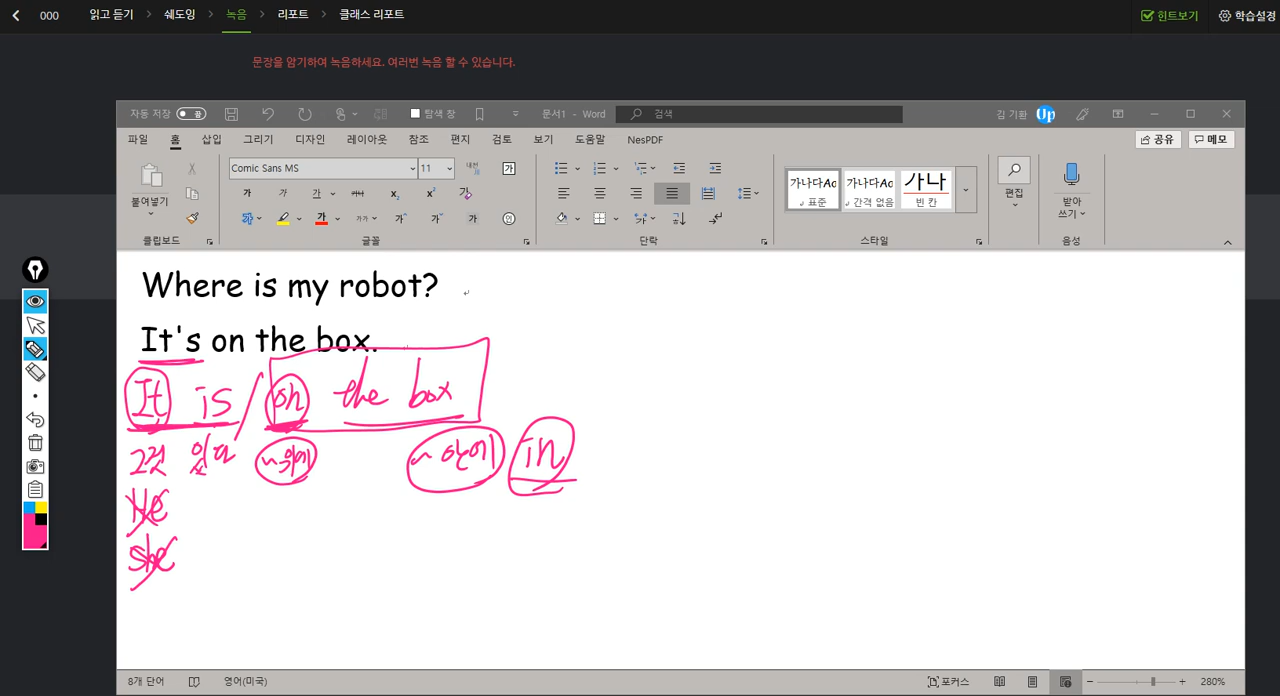 000 읽고 듣기 쉐도잉 녹음 리포트 클래스 리포트 힌트보기 학습설정
문장을 암기하여 녹음하세요. 여러번 녹음 할 수 있습니다.
자동 저장 끔 탐색 창 문서1 - Word 검색 김 기환 Up
파일 홈 삽입 그리기 디자인 레이아웃 참조 편지 검토 보기 도움말 NesPDF 공유 메모
붙여넣기 Comic Sans MS 11 가나다Aa 가나다Aa 가나 편집 받아쓰기
표준 간격 없음 빈 칸
클립보드 글꼴 단락 스타일 음성
Where is my robot?
It's on the box.
It is / on the box
그것 있다 ~위에 ~안에 in
He
she
8개 단어 영어(미국) 포커스 280%